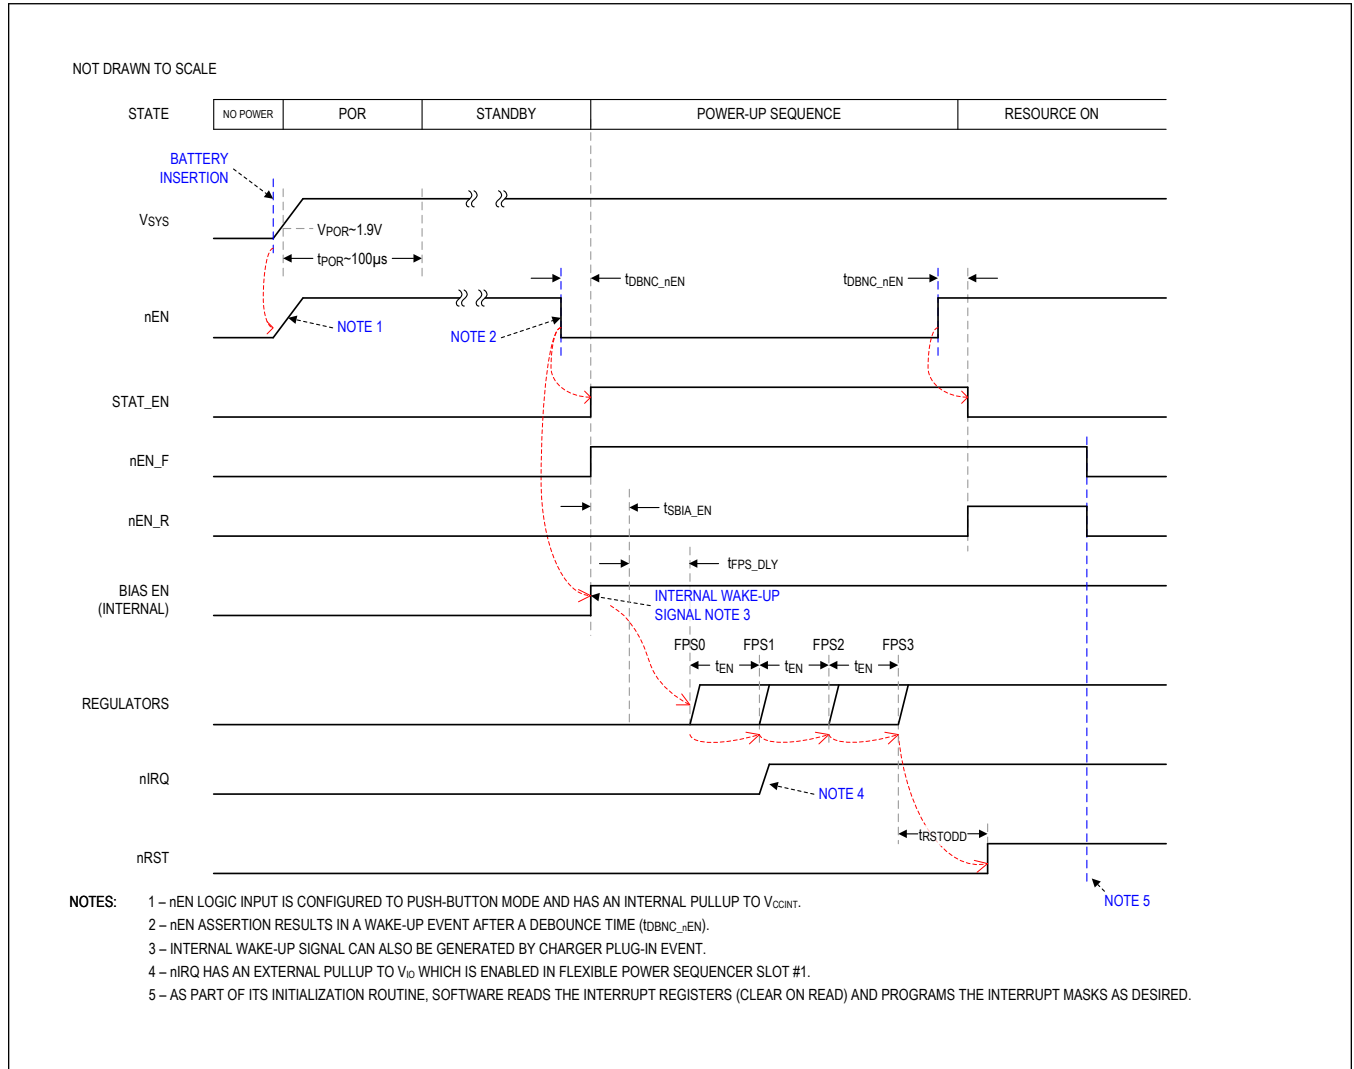 NOT DRAWN TO SCALE
STATE NO POWER POR STANDBY POWER-UP SEQUENCE RESOURCE ON
BATTERY
INSERTION
VSYS
VPOR~1.9V
tPOR~100µs
tDBNC_nEN tDBNC_nEN
nEN
NOTE 1
NOTE 2
STAT_EN
nEN_F
nEN_R
tSBIA_EN
tFPS_DLY
BIAS EN
(INTERNAL)
INTERNAL WAKE-UP
SIGNAL NOTE 3
FPS0 FPS1 FPS2 FPS3
tEN tEN tEN
REGULATORS
nIRQ
NOTE 4
tRSTODD
nRST
NOTE 5
NOTES: 1 – nEN LOGIC INPUT IS CONFIGURED TO PUSH-BUTTON MODE AND HAS AN INTERNAL PULLUP TO VCCINT.
2 – nEN ASSERTION RESULTS IN A WAKE-UP EVENT AFTER A DEBOUNCE TIME (tDBNC_nEN).
3 – INTERNAL WAKE-UP SIGNAL CAN ALSO BE GENERATED BY CHARGER PLUG-IN EVENT.
4 – nIRQ HAS AN EXTERNAL PULLUP TO VIO WHICH IS ENABLED IN FLEXIBLE POWER SEQUENCER SLOT #1.
5 – AS PART OF ITS INITIALIZATION ROUTINE, SOFTWARE READS THE INTERRUPT REGISTERS (CLEAR ON READ) AND PROGRAMS THE INTERRUPT MASKS AS DESIRED.